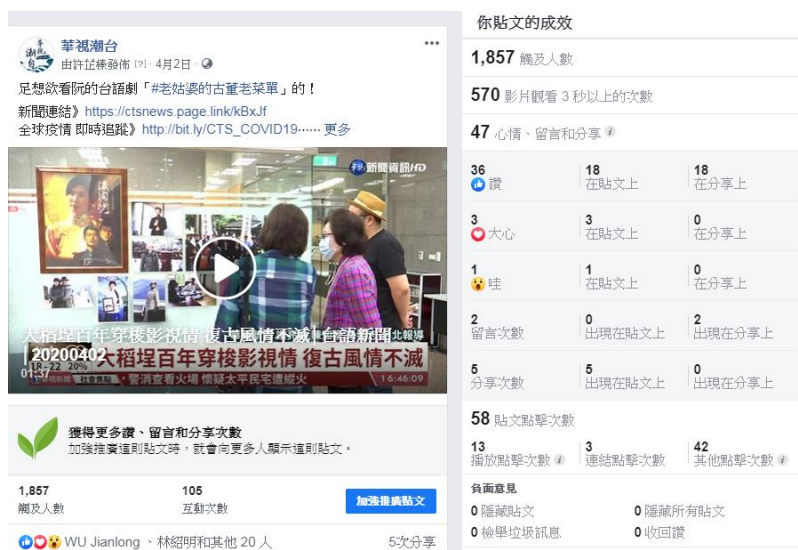 華視潮台
由許芷榛發佈 [?]· 4月2日 ·
足想欲看阮的台語劇「#老姑婆的古董老菜單」的！
新聞連結》https://ctsnews.page.link/kBxJf
全球疫情 即時追蹤》http://bit.ly/CTS_COVID19...... 更多
新聞資訊HD
大稻埕百年穿梭影視情 復古風情不滅│台語新聞
20200402
北報導
大稻埕百年穿梭影視情 復古風情不滅
01:37
18-22 20%
社會焦點
警消查看火場 懷疑太平民宅遭縱火
16:46:09
獲得更多讚、留言和分享次數
加強推廣這則貼文時，就會向更多人顯示這則貼文。
1,857
觸及人數
105
互動次數
加強推廣貼文
WU Jianlong、林紹明和其他 20 人
5次分享
你貼文的成效
1,857 觸及人數
570 影片觀看 3 秒以上的次數
47 心情、留言和分享
36 讚
18 在貼文上
18 在分享上
3 大心
3 在貼文上
0 在分享上
1 哇
1 在貼文上
0 在分享上
2 留言次數
0 出現在貼文上
2 出現在分享上
5 分享次數
5 出現在貼文上
0 出現在分享上
58 貼文點擊次數
13 播放點擊次數
3 連結點擊次數
42 其他點擊次數
負面意見
0 隱藏貼文
0 隱藏所有貼文
0 檢舉垃圾訊息
0 收回讚